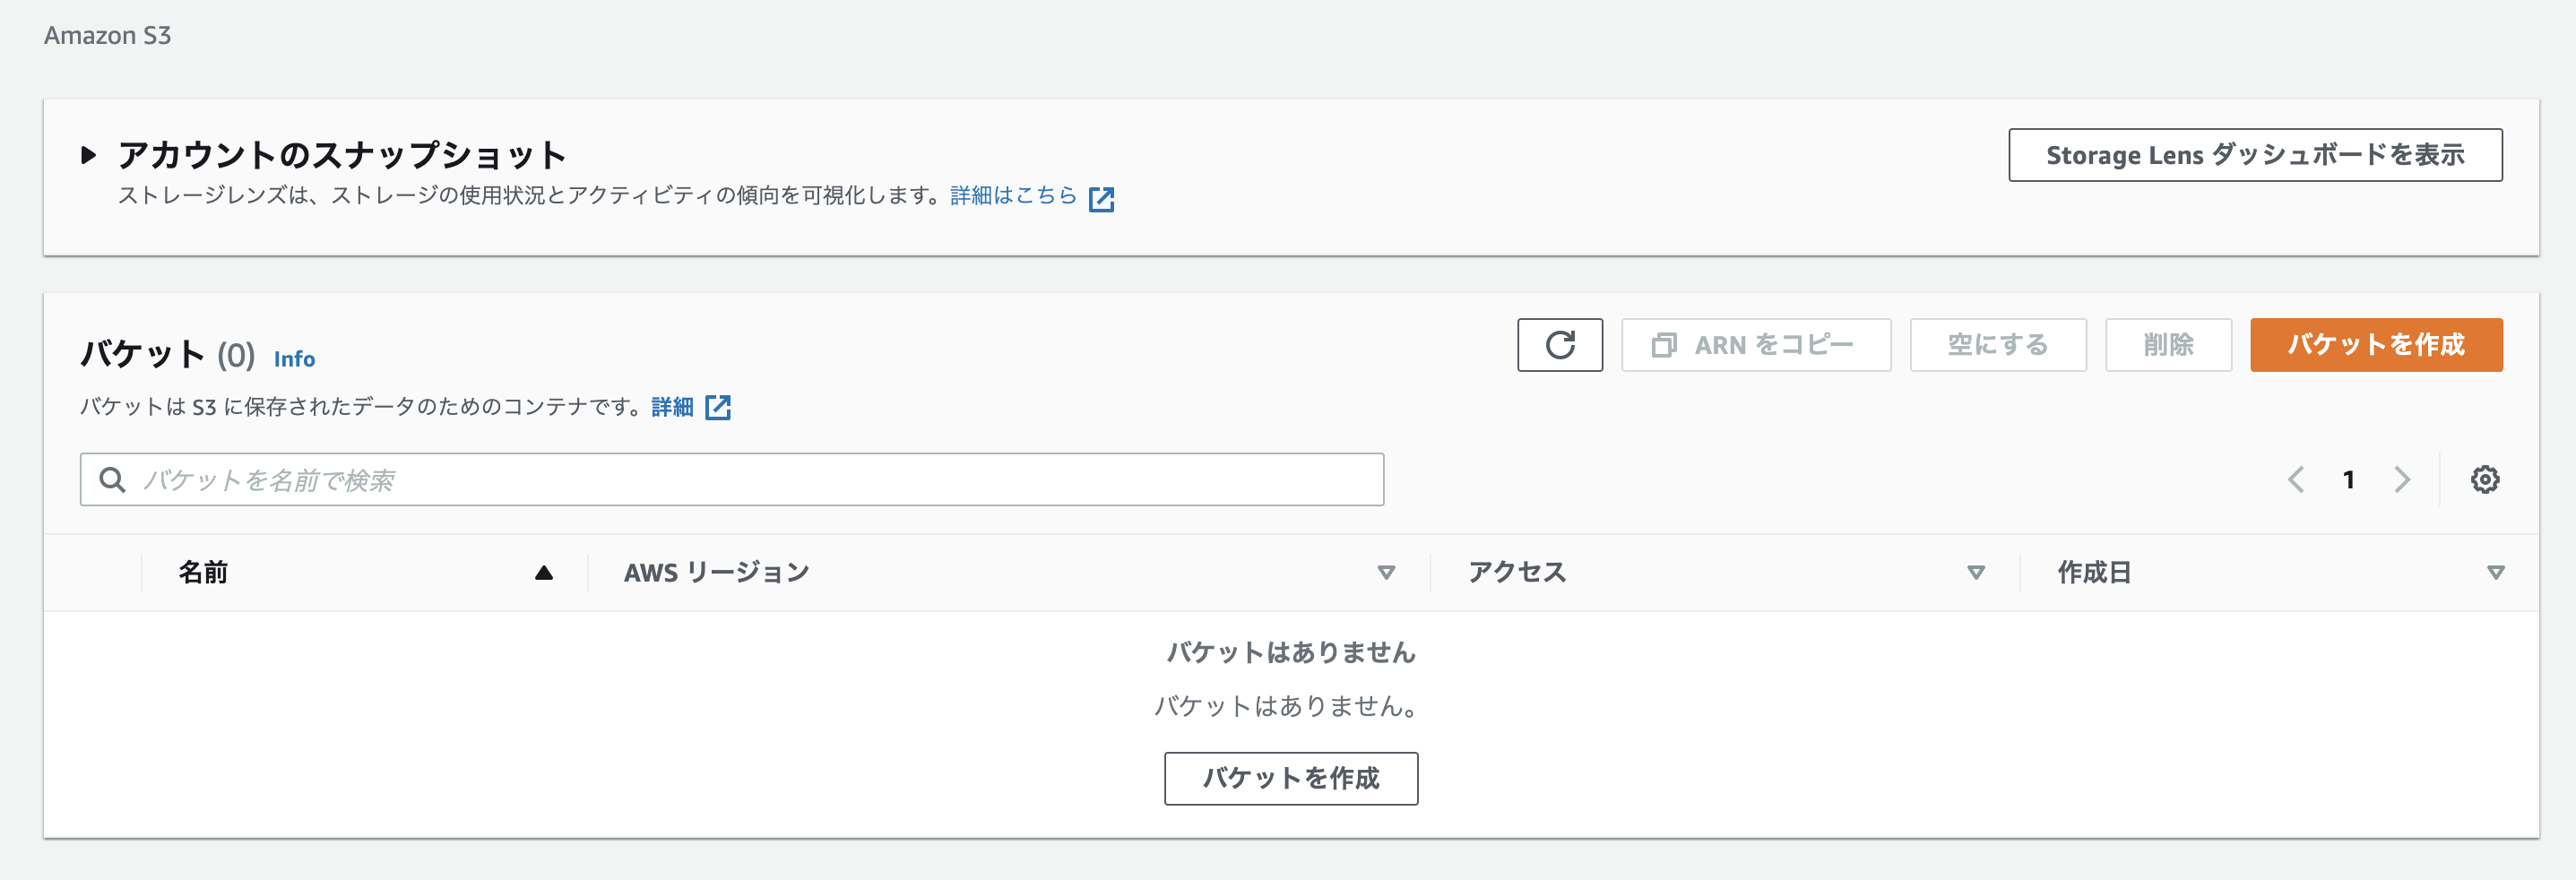 Amazon S3
アカウントのスナップショット
Storage Lens ダッシュボードを表示
ストレージレンズは、ストレージの使用状況とアクティビティの傾向を可視化します。詳細はこちら
バケット (0) Info
ARN をコピー
空にする
削除
バケットを作成
バケットは S3 に保存されたデータのためのコンテナです。詳細
バケットを名前で検索
1
名前
AWS リージョン
アクセス
作成日
バケットはありません
バケットはありません。
バケットを作成